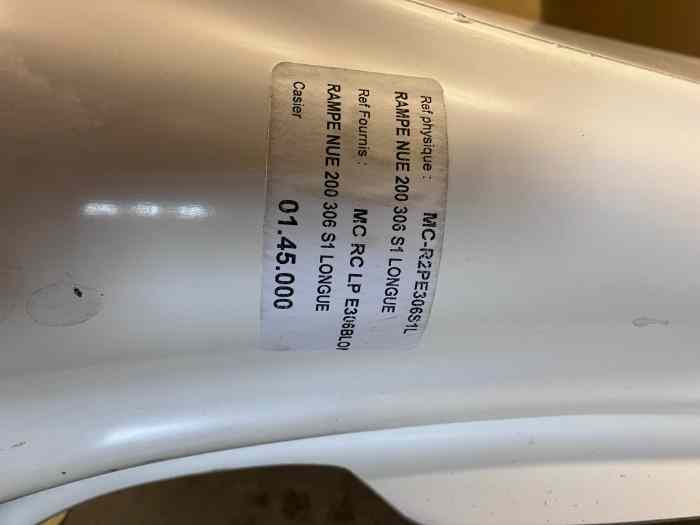 Ref physique : MC-R2PE306S1L
RAMPE NUE 200 306 S1 LONGUE
Ref Fournis : MC RC LP E306BLO
RAMPE NUE 200 306 S1 LONGUE
Casier 01.45.000